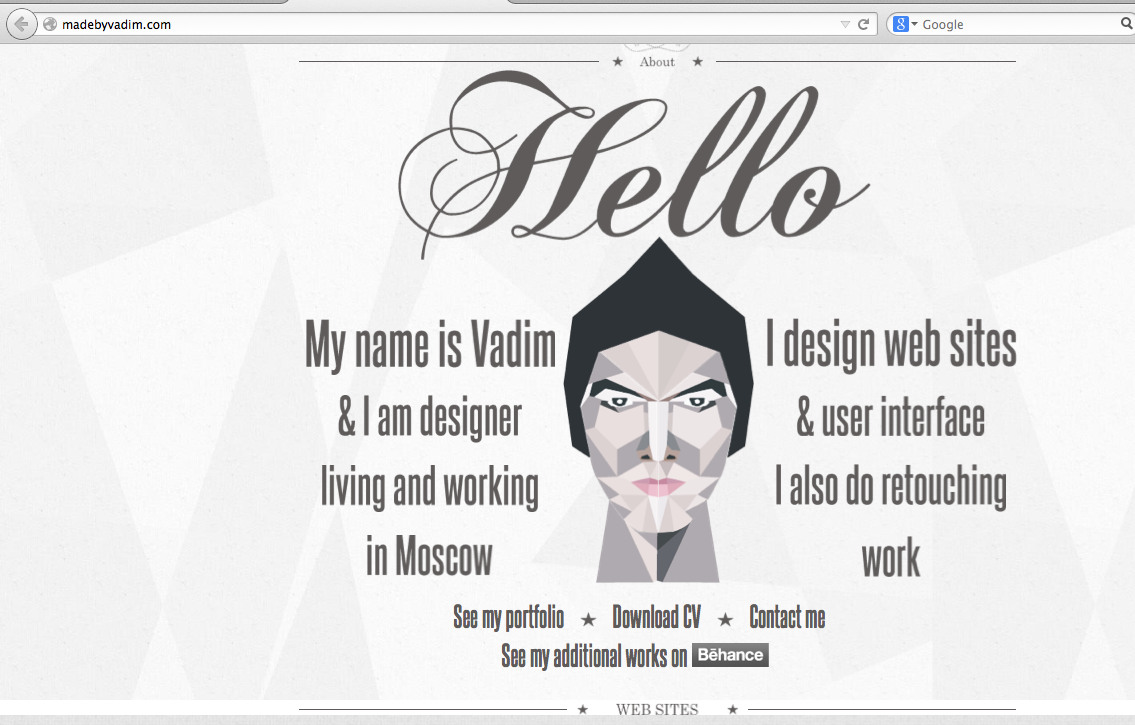 madebyvadim.com
Google
★ About ★
Hello
My name is Vadim
& I am designer
living and working
in Moscow
I design web sites
& user interface
I also do retouching
work
See my portfolio ★ Download CV ★ Contact me
See my additional works on Bēhance
★ WEB SITES ★